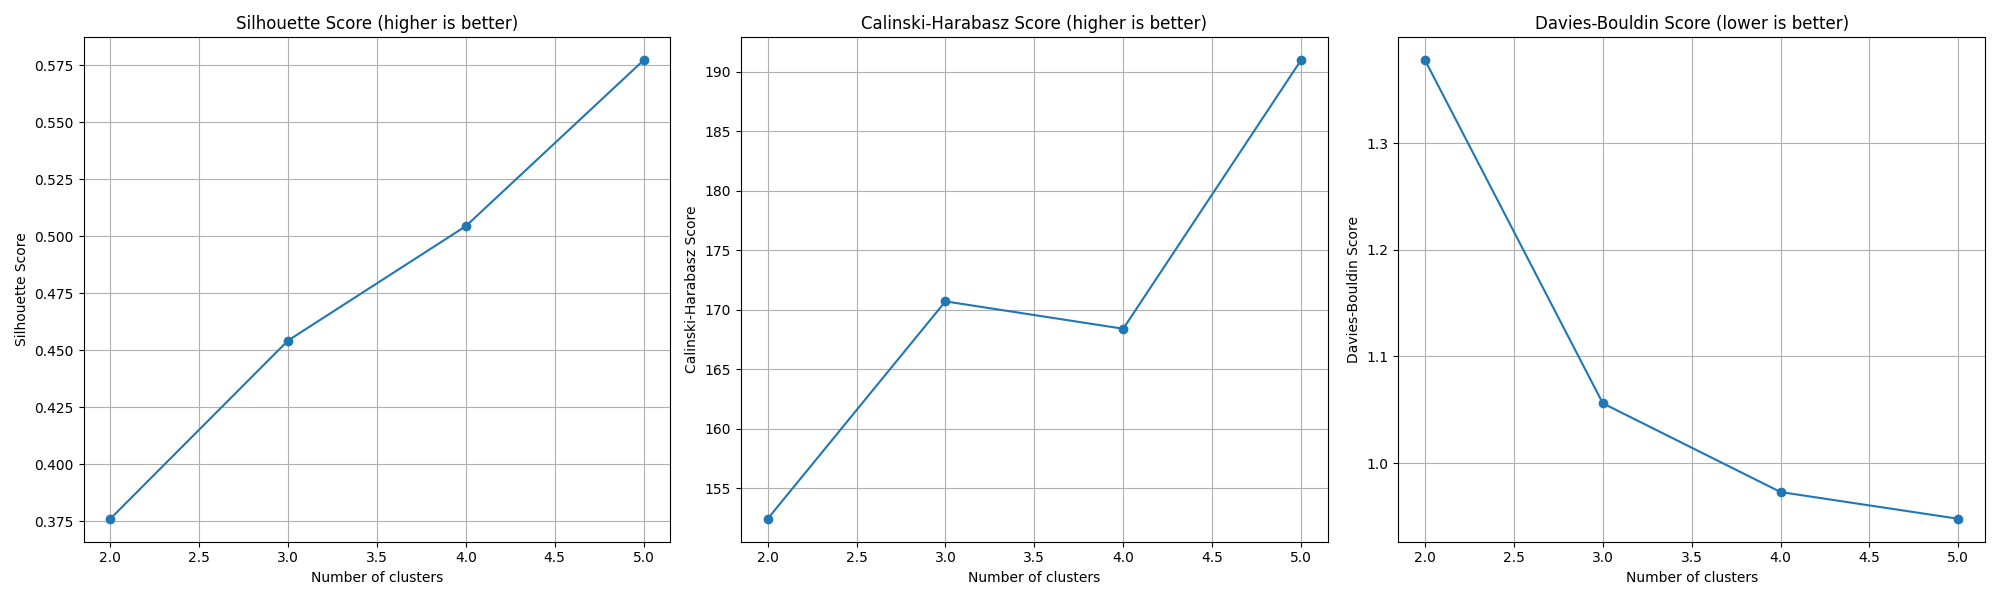 Silhouette Score (higher is better)
Silhouette Score
0.575
0.550
0.525
0.500
0.475
0.450
0.425
0.400
0.375
2.0 2.5 3.0 3.5 4.0 4.5 5.0
Number of clusters
Calinski-Harabasz Score (higher is better)
Calinski-Harabasz Score
190
185
180
175
170
165
160
155
2.0 2.5 3.0 3.5 4.0 4.5 5.0
Number of clusters
Davies-Bouldin Score (lower is better)
Davies-Bouldin Score
1.3
1.2
1.1
1.0
2.0 2.5 3.0 3.5 4.0 4.5 5.0
Number of clusters